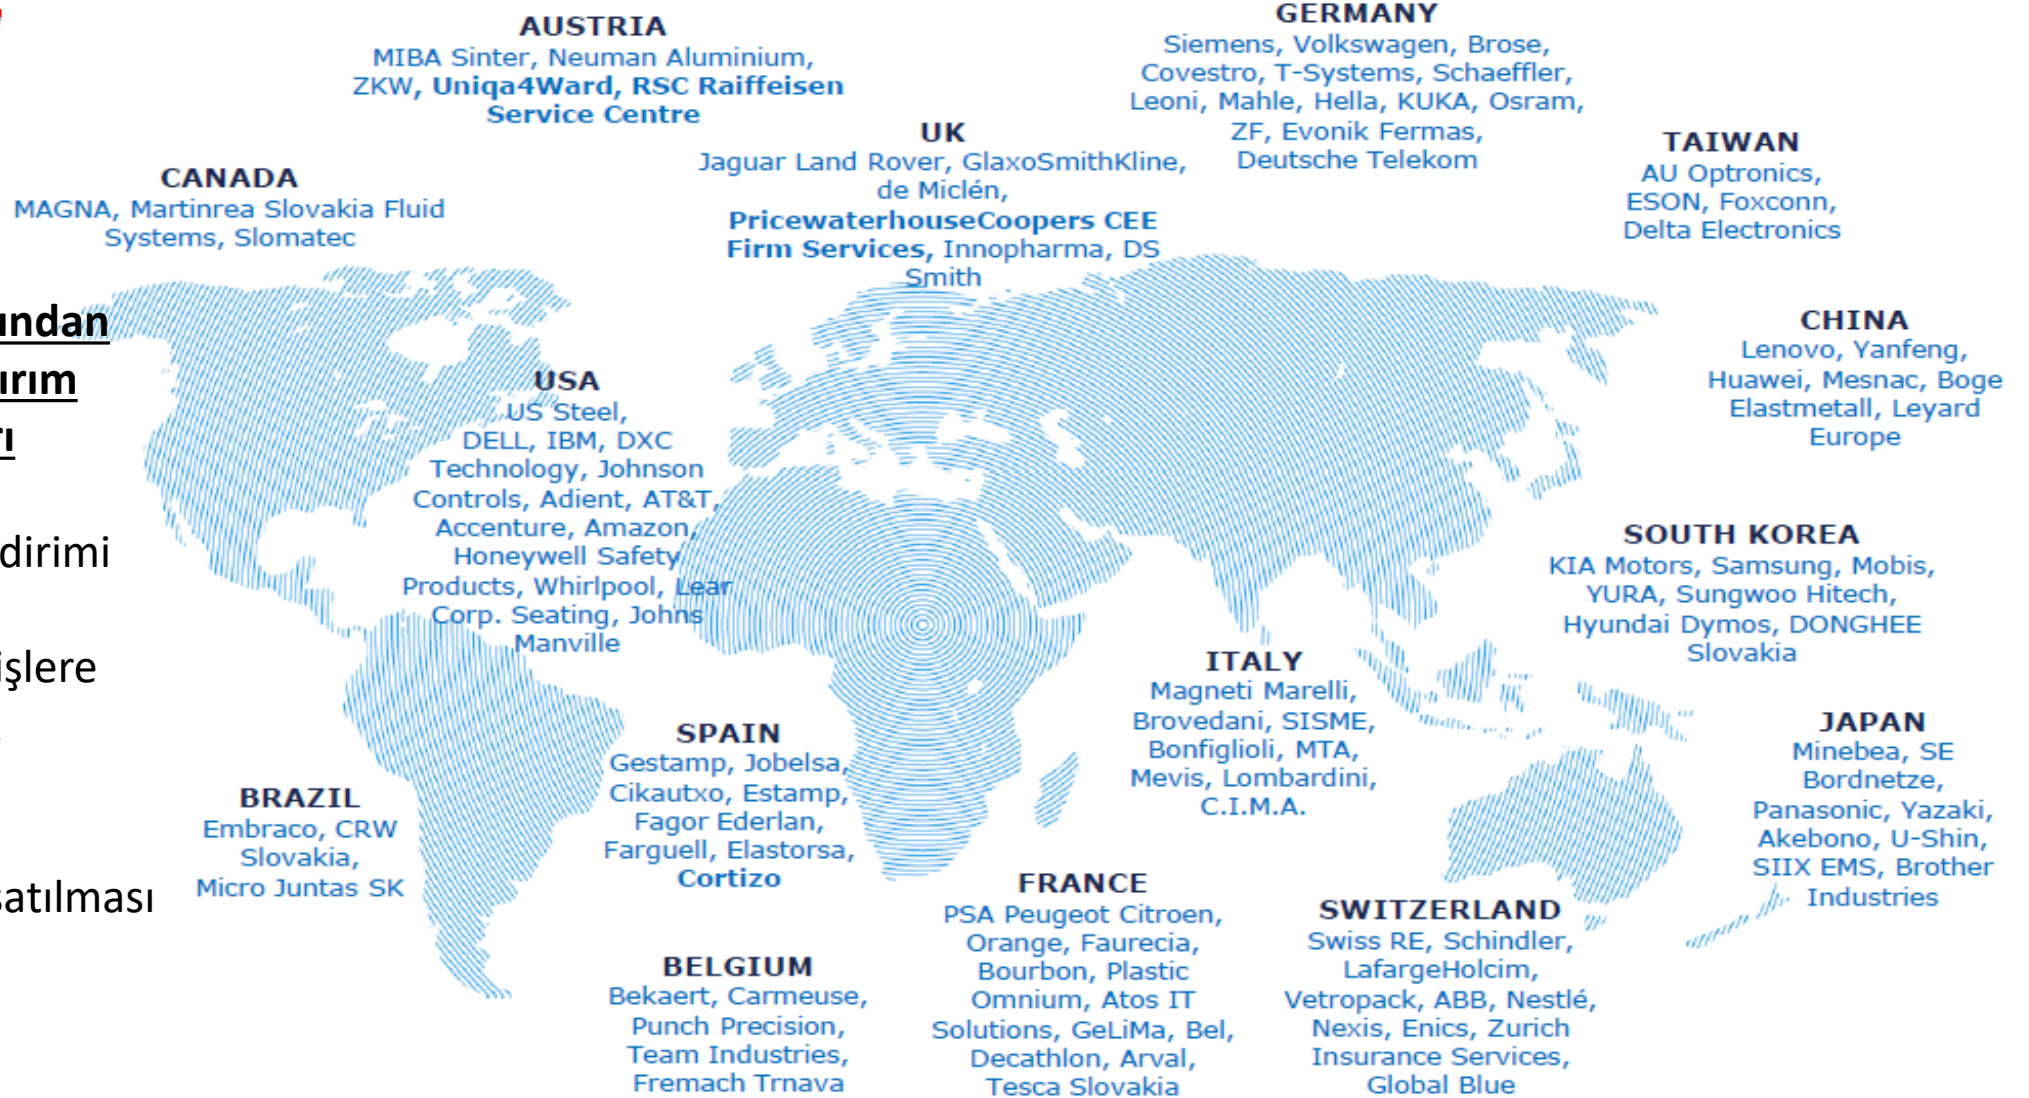 AUSTRIA
MIBA Sinter, Neuman Aluminium,
ZKW, Uniqa4Ward, RSC Raiffeisen
Service Centre
GERMANY
Siemens, Volkswagen, Brose,
Covestro, T-Systems, Schaeffler,
Leoni, Mahle, Hella, KUKA, Osram,
ZF, Evonik Fermas,
Deutsche Telekom
UK
Jaguar Land Rover, GlaxoSmithKline,
de Miclén,
PricewaterhouseCoopers CEE
Firm Services, Innopharma, DS
Smith
TAIWAN
AU Optronics,
ESON, Foxconn,
Delta Electronics
CANADA
MAGNA, Martinrea Slovakia Fluid
Systems, Slomatec
CHINA
Lenovo, Yanfeng,
Huawei, Mesnac, Boge
Elastmetall, Leyard
Europe
USA
US Steel,
DELL, IBM, DXC
Technology, Johnson
Controls, Adient, AT&T,
Accenture, Amazon,
Honeywell Safety
Products, Whirlpool, Lear
Corp. Seating, Johns
Manville
SOUTH KOREA
KIA Motors, Samsung, Mobis,
YURA, Sungwoo Hitech,
Hyundai Dymos, DONGHEE
Slovakia
ITALY
Magneti Marelli,
Brovedani, SISME,
Bonfiglioli, MTA,
Mevis, Lombardini,
C.I.M.A.
SPAIN
Gestamp, Jobelsa,
Cikautxo, Estamp,
Fagor Ederlan,
Farguell, Elastorsa,
Cortizo
JAPAN
Minebea, SE
Bordnetze,
Panasonic, Yazaki,
Akebono, U-Shin,
SIIX EMS, Brother
Industries
BRAZIL
Embraco, CRW
Slovakia,
Micro Juntas SK
FRANCE
PSA Peugeot Citroen,
Orange, Faurecia,
Bourbon, Plastic
Omnium, Atos IT
Solutions, GeLiMa, Bel,
Decathlon, Arval,
Tesca Slovakia
SWITZERLAND
Swiss RE, Schindler,
LafargeHolcim,
Vetropack, ABB, Nestlé,
Nexis, Enics, Zurich
Insurance Services,
Global Blue
BELGIUM
Bekaert, Carmeuse,
Punch Precision,
Team Industries,
Fremach Trnava
satılması